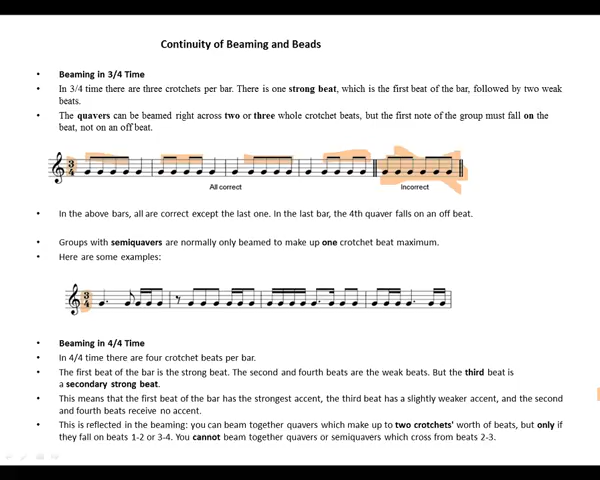 Continuity of Beaming and Beads
• Beaming in 3/4 Time
• In 3/4 time there are three crotchets per bar. There is one strong beat, which is the first beat of the bar, followed by two weak
beats.
• The quavers can be beamed right across two or three whole crotchet beats, but the first note of the group must fall on the
beat, not on an off beat.
3
4
All correct
Incorrect
• In the above bars, all are correct except the last one. In the last bar, the 4th quaver falls on an off beat.
• Groups with semiquavers are normally only beamed to make up one crotchet beat maximum.
• Here are some examples:
3
4
• Beaming in 4/4 Time
• In 4/4 time there are four crotchet beats per bar.
• The first beat of the bar is the strong beat. The second and fourth beats are the weak beats. But the third beat is
a secondary strong beat.
• This means that the first beat of the bar has the strongest accent, the third beat has a slightly weaker accent, and the second
and fourth beats receive no accent.
• This is reflected in the beaming: you can beam together quavers which make up to two crotchets' worth of beats, but only if
they fall on beats 1-2 or 3-4. You cannot beam together quavers or semiquavers which cross from beats 2-3.